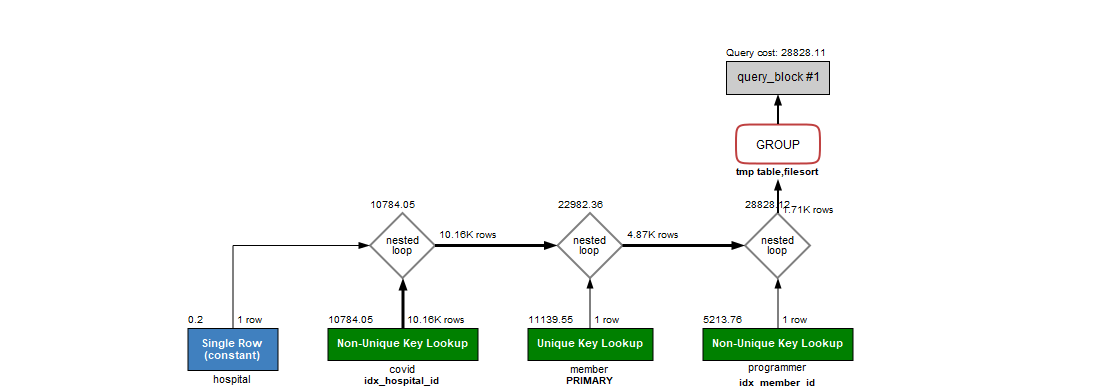 Query cost: 28828.11
query_block #1
GROUP
tmp table,filesort
10784.05
22982.36
28828.12
1.71K rows
nested
loop
10.16K rows
nested
loop
4.87K rows
nested
loop
0.2
1 row
10784.05
10.16K rows
11139.55
1 row
5213.76
1 row
Single Row
(constant)
Non-Unique Key Lookup
Unique Key Lookup
Non-Unique Key Lookup
hospital
covid
idx_hospital_id
member
PRIMARY
programmer
idx_member_id